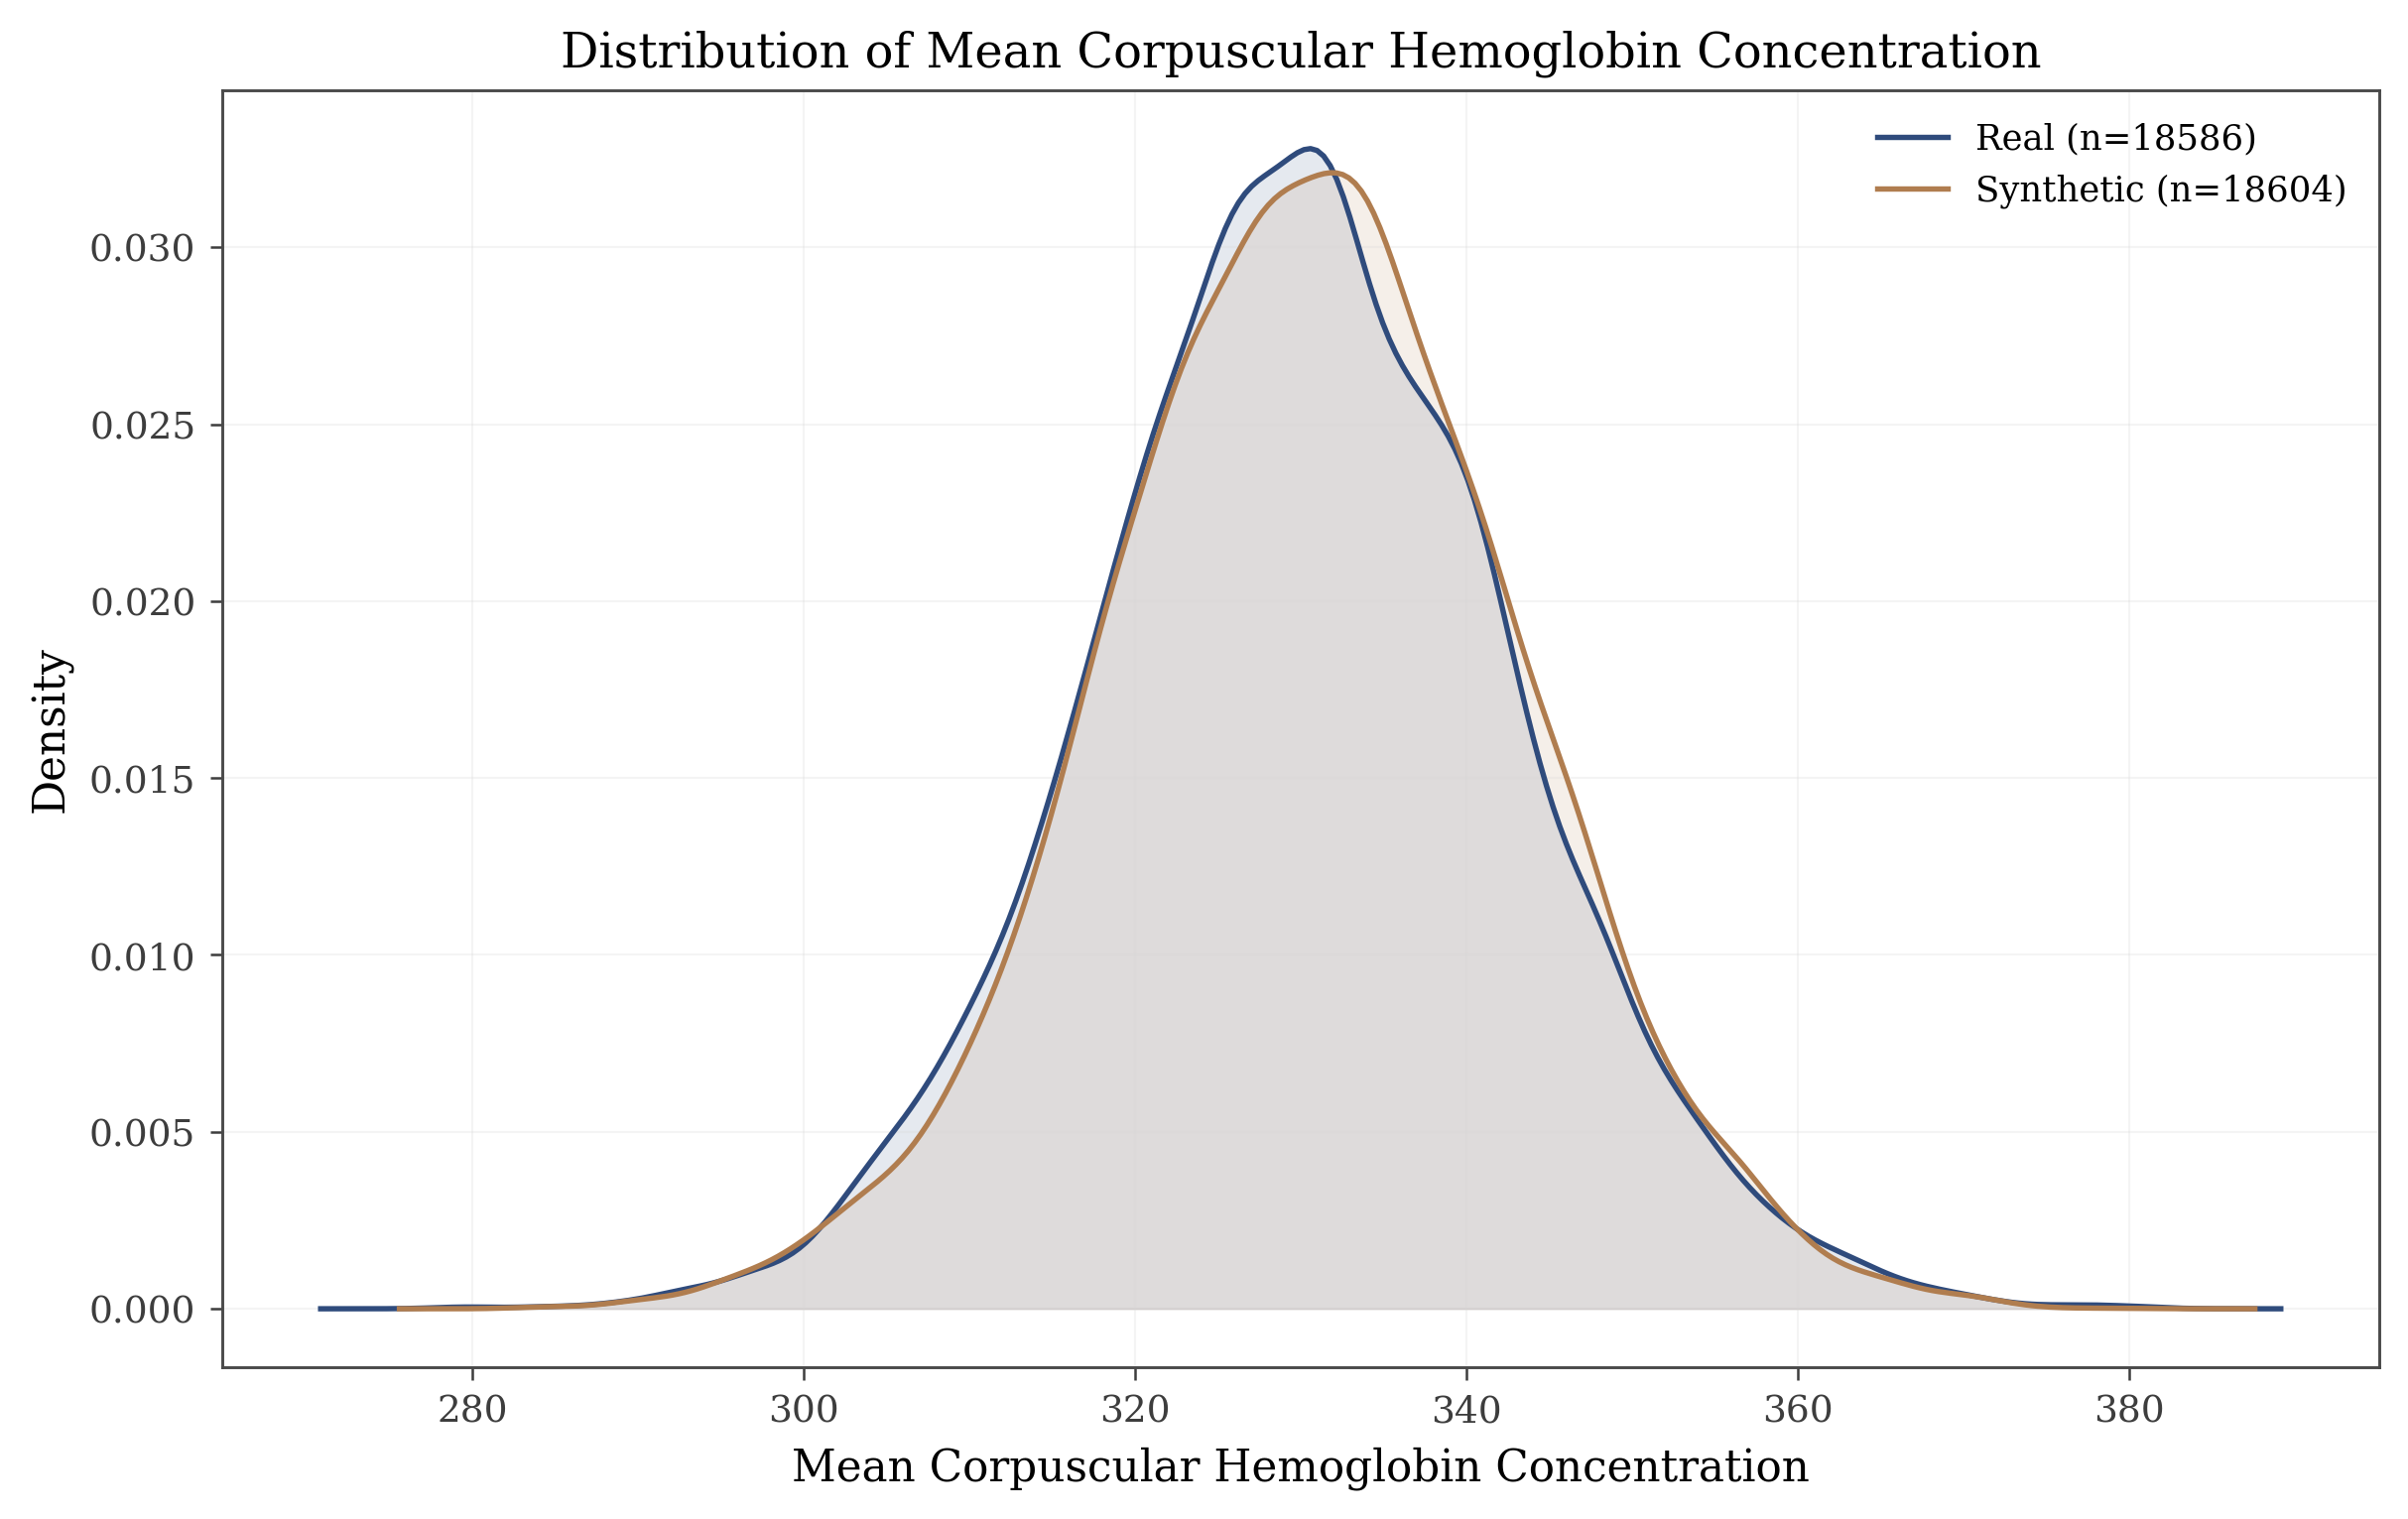 Distribution of Mean Corpuscular Hemoglobin Concentration
Real (n=18586)
Synthetic (n=18604)
0.030
0.025
0.020
0.015
0.010
0.005
0.000
Density
280 300 320 340 360 380
Mean Corpuscular Hemoglobin Concentration